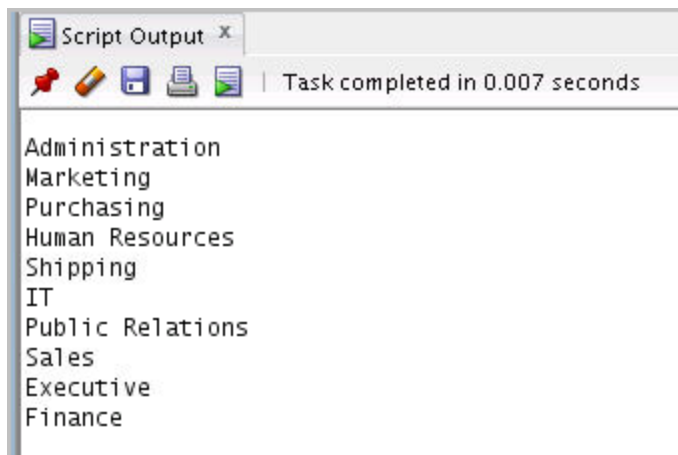 Script Output x
Task completed in 0.007 seconds
Administration
Marketing
Purchasing
Human Resources
Shipping
IT
Public Relations
Sales
Executive
Finance